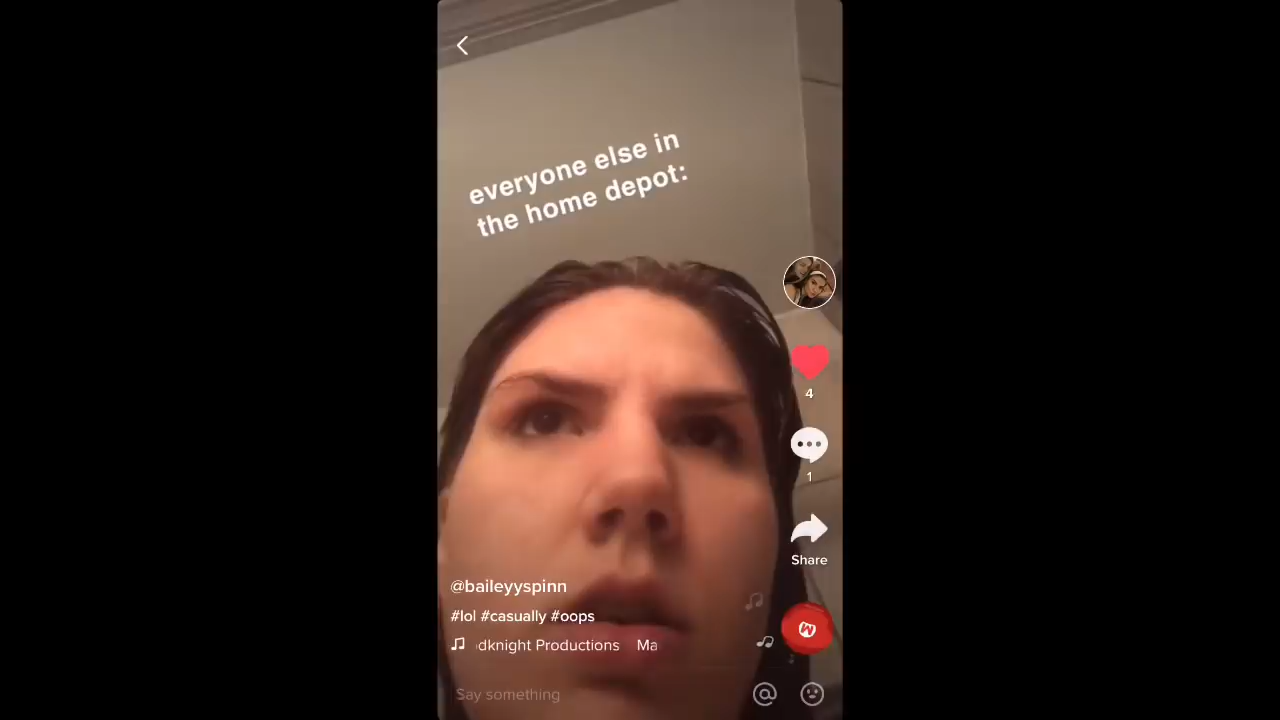 everyone else in
the home depot:
4
1
Share
@baileyyspinn
#lol #casually #oops
dknight Productions Ma
Say something